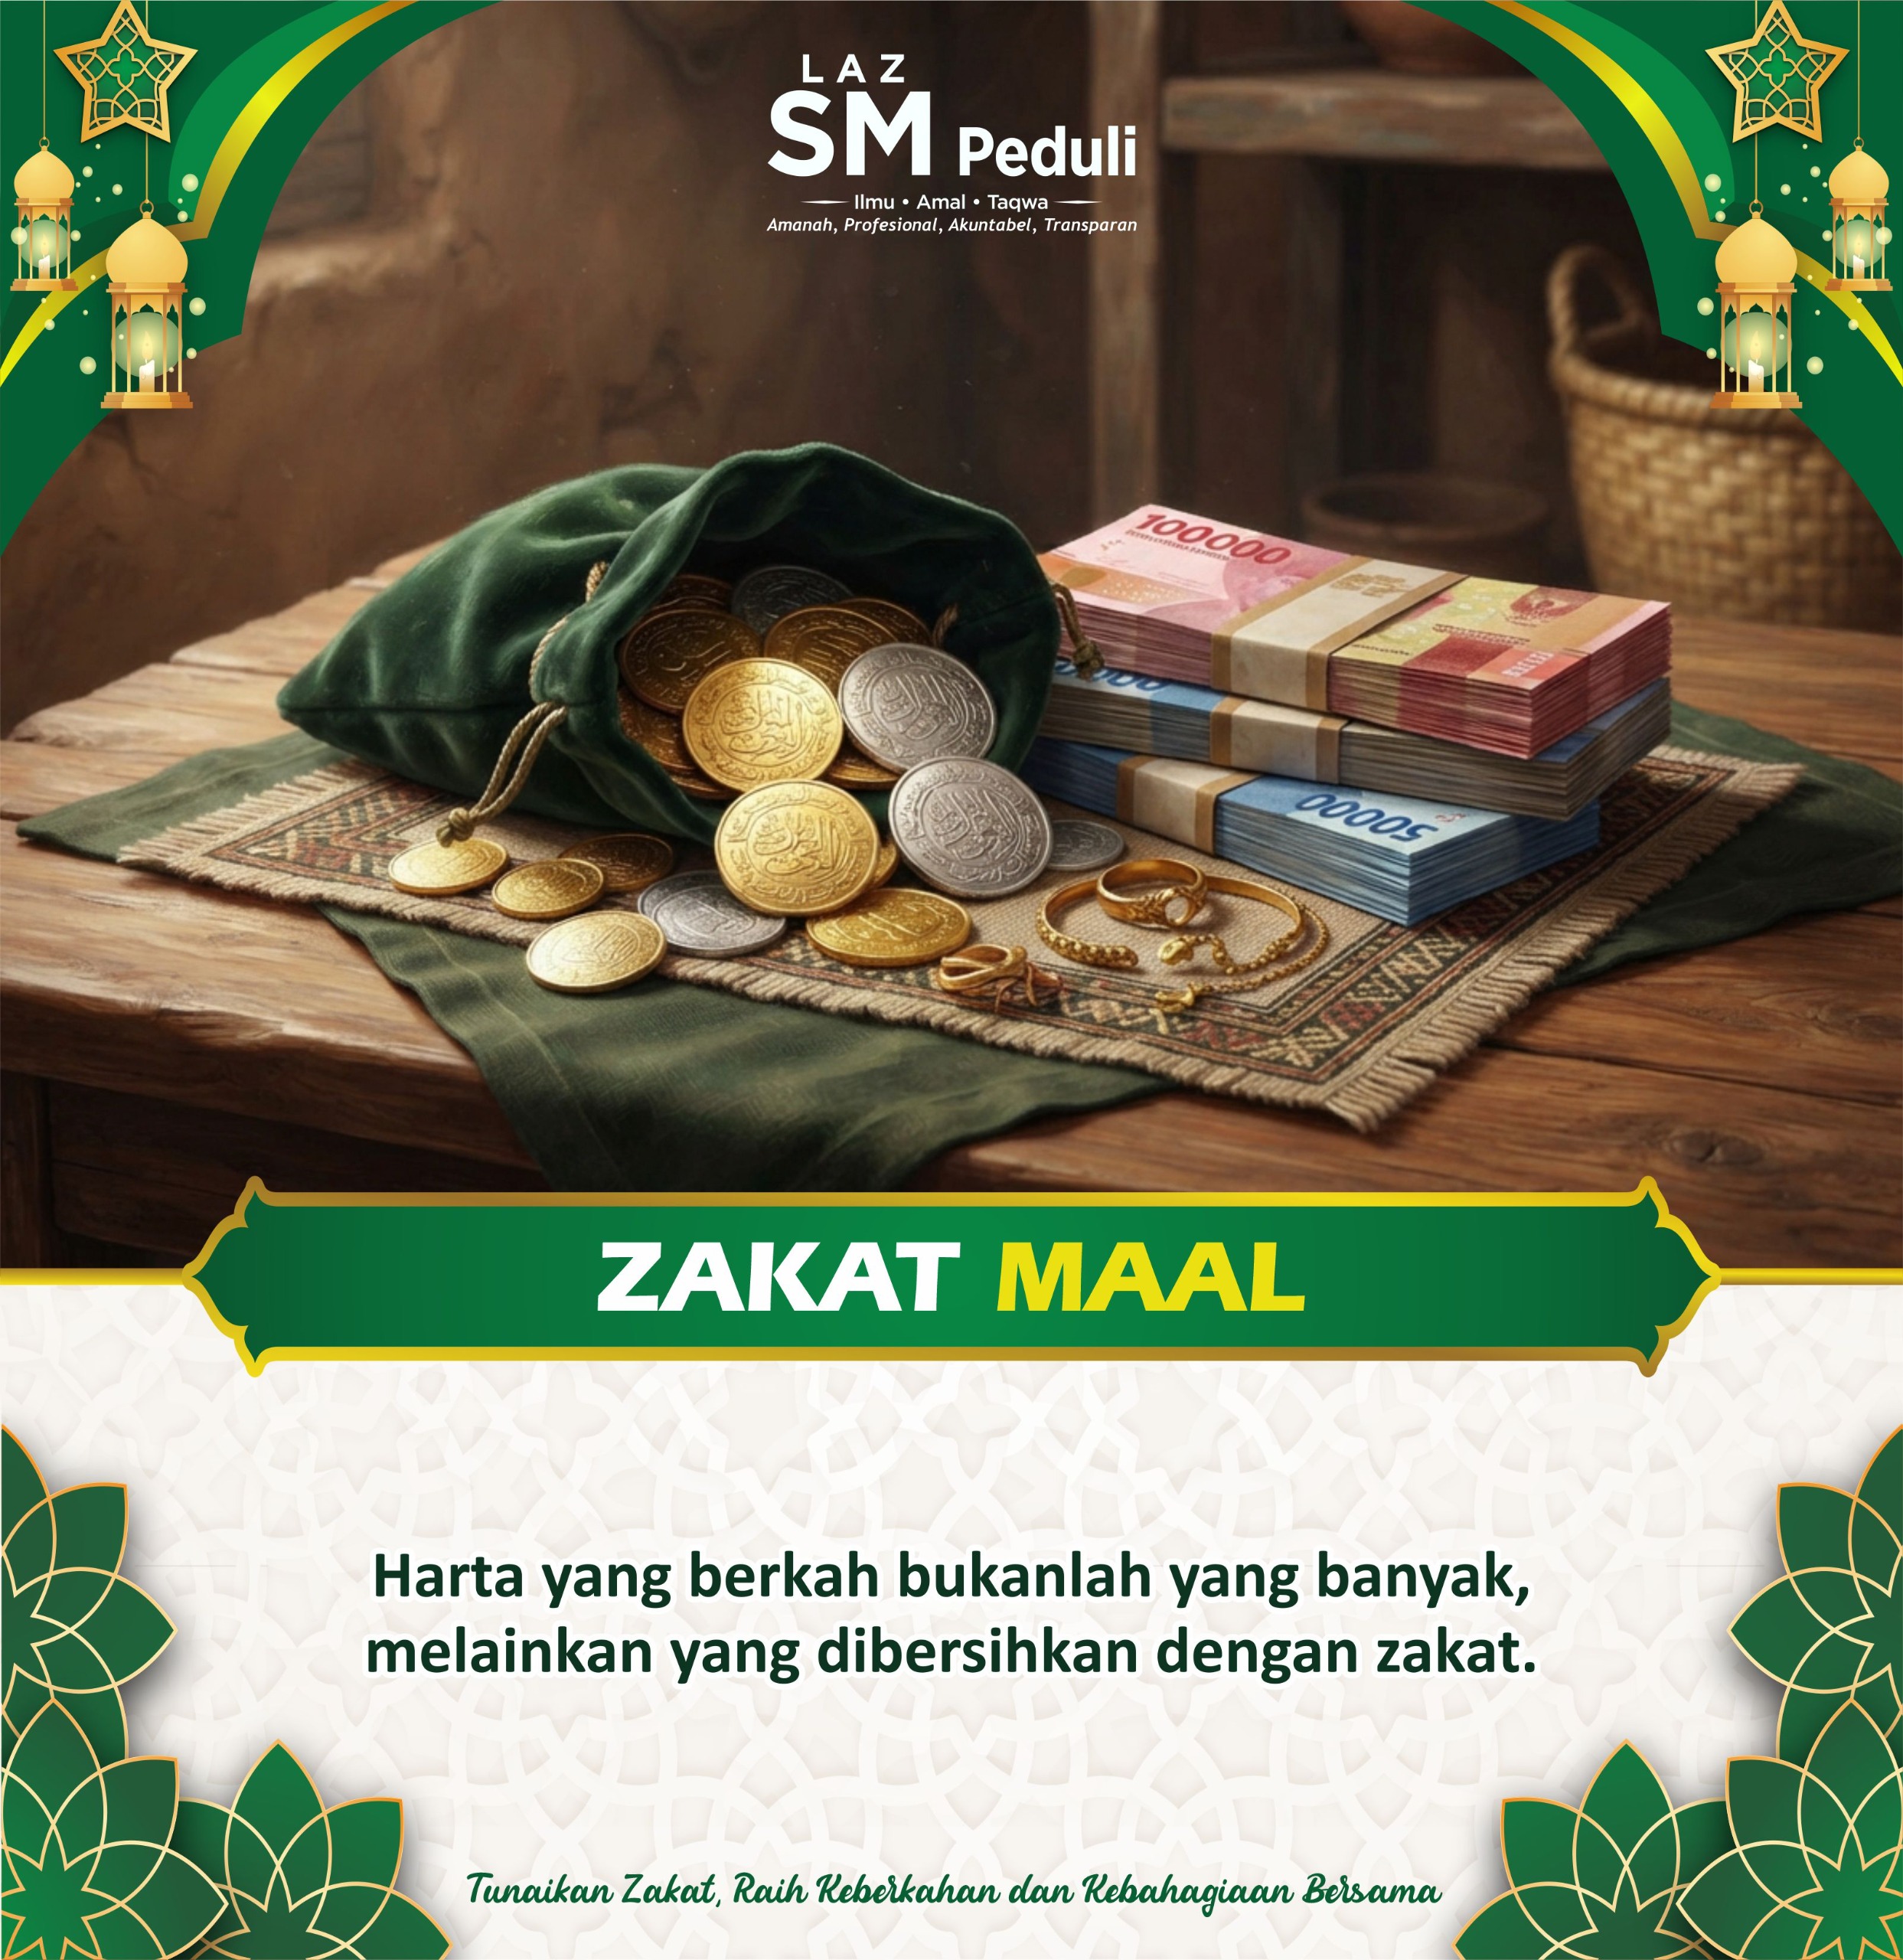 LAZ
SM Peduli
Ilmu • Amal • Taqwa
Amanah, Profesional, Akuntabel, Transparan
100000
50000
ZAKAT MAAL
Harta yang berkah bukanlah yang banyak,
melainkan yang dibersihkan dengan zakat.
Tunaikan Zakat, Raih Keberkahan dan Kebahagiaan Bersama